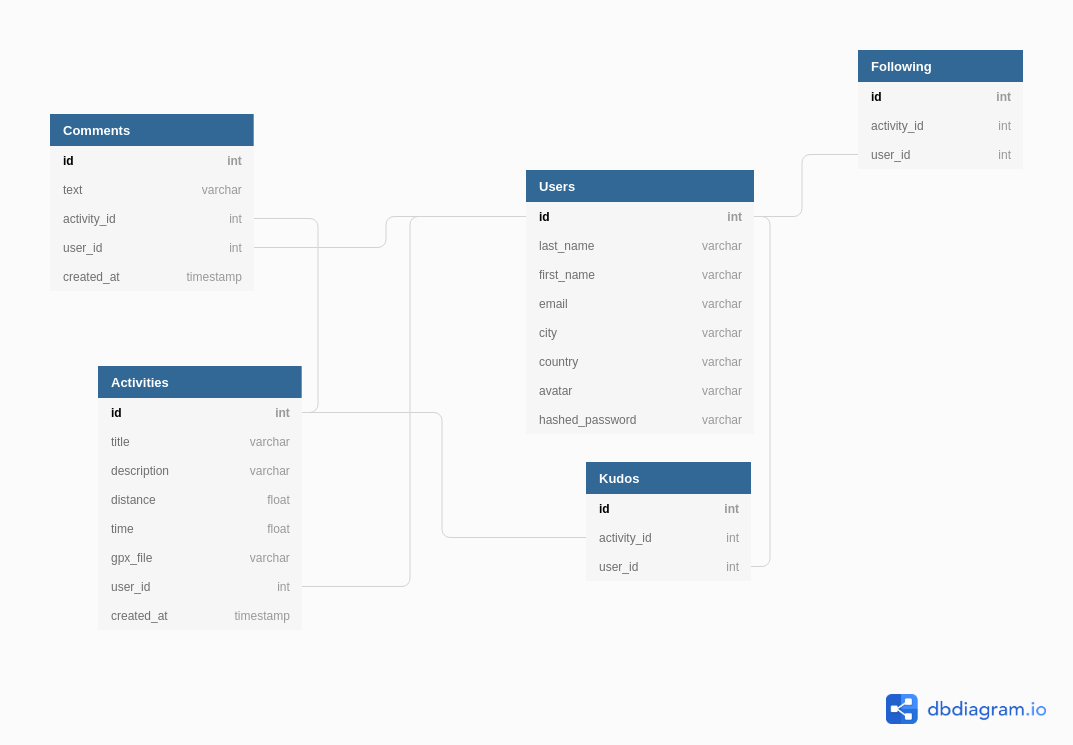 Following
id int
activity_id int
user_id int
Comments
id int
text varchar
activity_id int
user_id int
created_at timestamp
Users
id int
last_name varchar
first_name varchar
email varchar
city varchar
country varchar
avatar varchar
hashed_password varchar
Activities
id int
title varchar
description varchar
distance float
time float
gpx_file varchar
user_id int
created_at timestamp
Kudos
id int
activity_id int
user_id int
dbdiagram.io